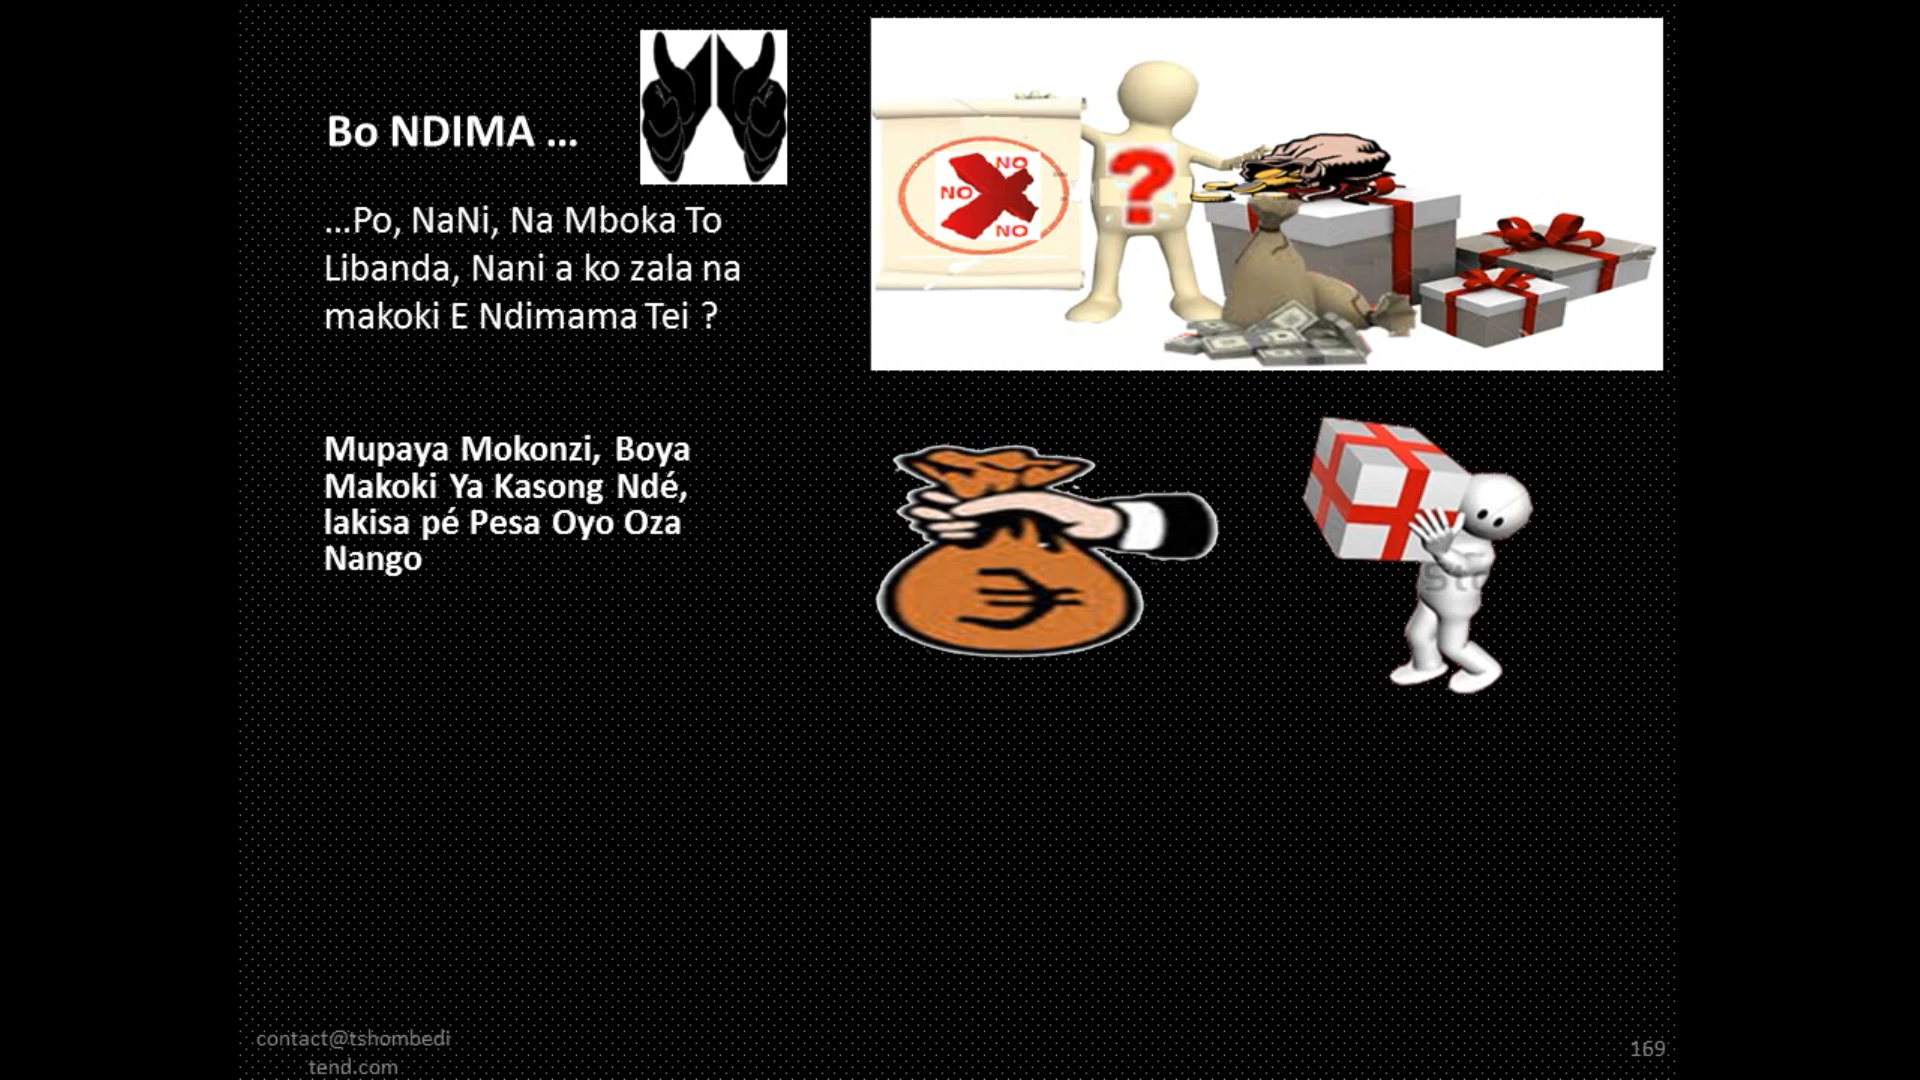 Bo NDIMA ...
...Po, NaNi, Na Mboka To
Libanda, Nani a ko zala na
makoki E Ndimama Tei ?
NO
NO
NO
?
Mupaya Mokonzi, Boya
Makoki Ya Kasong Ndé,
lakisa pé Pesa Oyo Oza
Nango
contact@tshombedi
tend.com
169